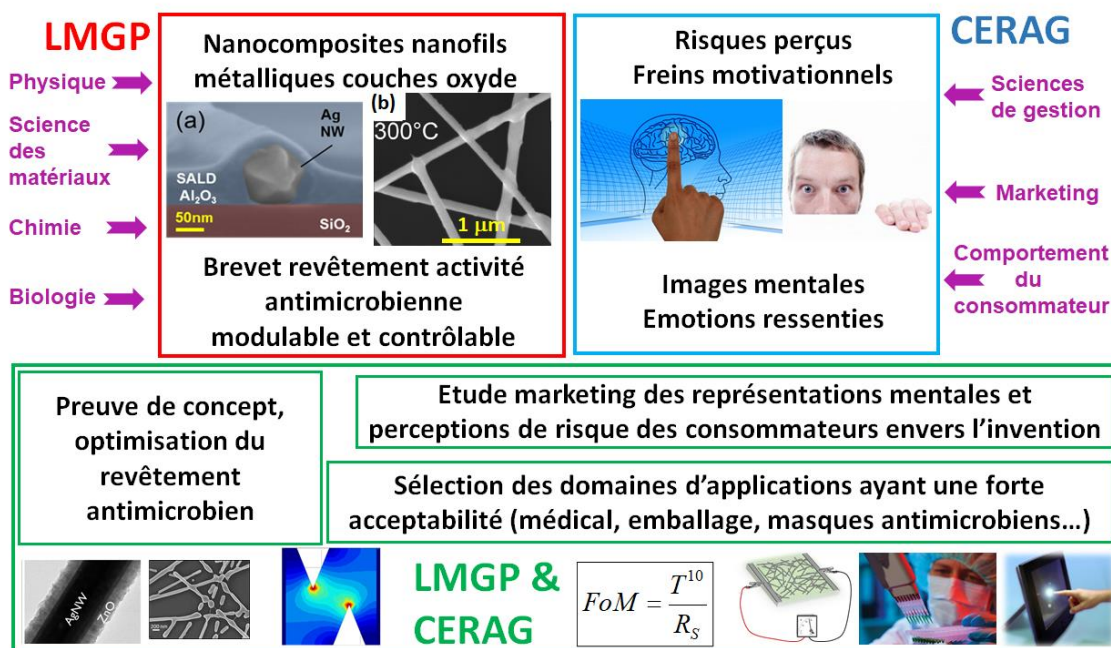 LMGP
Physique
Science
des
matériaux
Chimie
Biologie
Nanocomposites nanofils
métalliques couches oxyde
(a)
Ag
NW
SALD
Al₂O₃
50nm
SiO₂
(b)
300°C
1 μm
Brevet revêtement activité
antimicrobienne
modulable et contrôlable
Risques perçus
Freins motivationnels
Images mentales
Emotions ressenties
CERAG
Sciences
de gestion
Marketing
Comportement
du
consommateur
Preuve de concept,
optimisation du
revêtement
antimicrobien
Etude marketing des représentations mentales et
perceptions de risque des consommateurs envers l’invention
Sélection des domaines d’applications ayant une forte
acceptabilité (médical, emballage, masques antimicrobiens…)
AgNW
ZnO
200 nm
LMGP &
CERAG
FoM = T¹⁰ / R_S